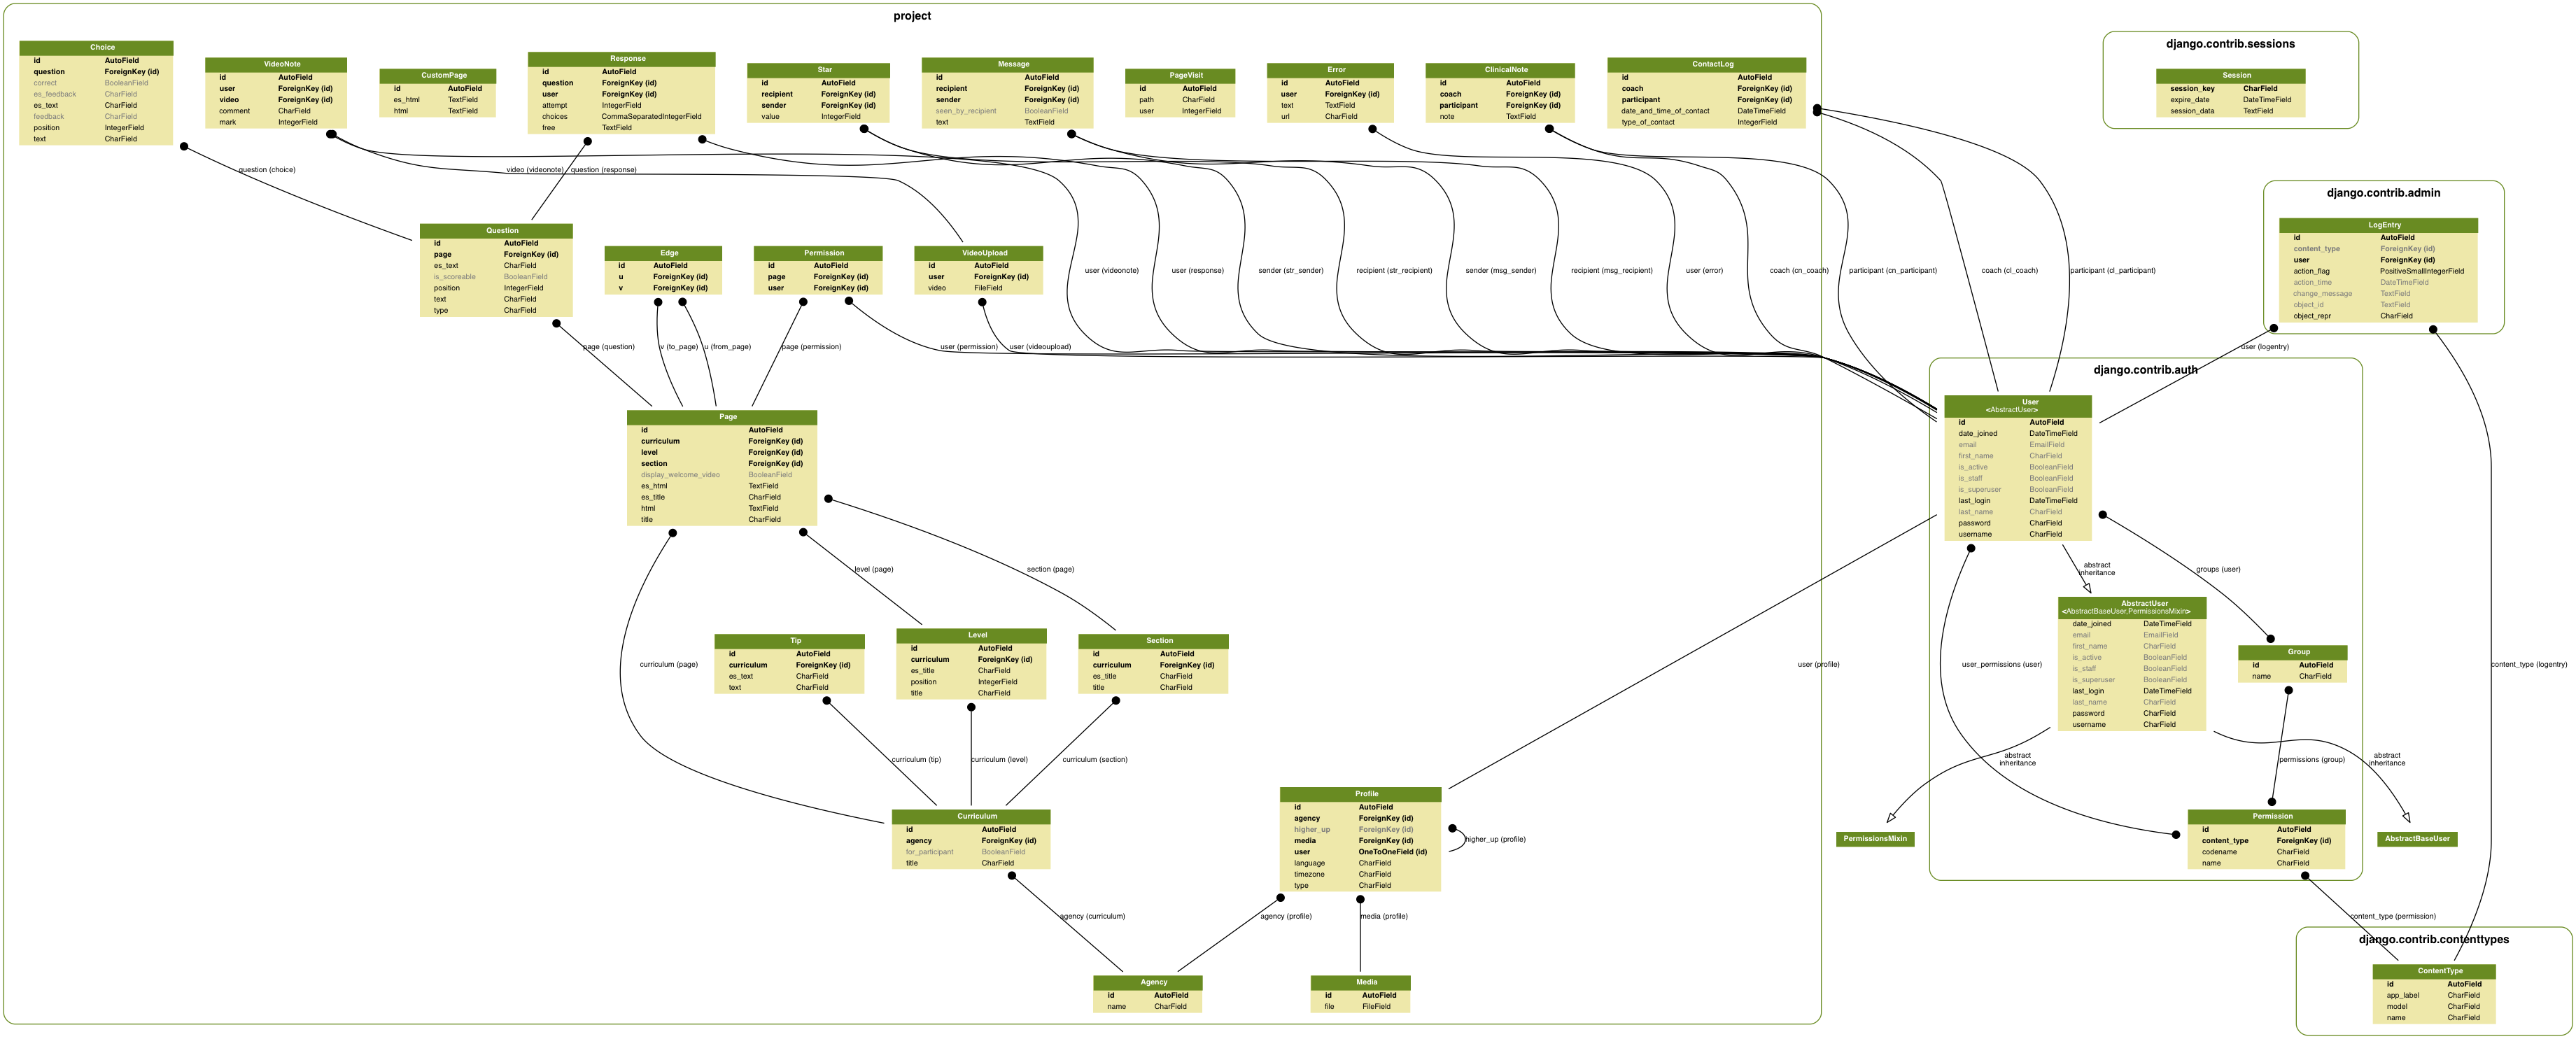 project
Choice
id AutoField
question ForeignKey (id)
correct BooleanField
es_feedback CharField
es_text CharField
feedback CharField
position IntegerField
text CharField
VideoNote
id AutoField
user ForeignKey (id)
video ForeignKey (id)
comment CharField
mark IntegerField
CustomPage
id AutoField
es_html TextField
html TextField
Response
id AutoField
question ForeignKey (id)
user ForeignKey (id)
attempt IntegerField
choices CommaSeparatedIntegerField
free TextField
Star
id AutoField
recipient ForeignKey (id)
sender ForeignKey (id)
value IntegerField
Message
id AutoField
recipient ForeignKey (id)
sender ForeignKey (id)
seen_by_recipient BooleanField
text TextField
PageVisit
id AutoField
path CharField
user IntegerField
Error
id AutoField
user ForeignKey (id)
text TextField
url CharField
ClinicalNote
id AutoField
coach ForeignKey (id)
participant ForeignKey (id)
note TextField
ContactLog
id AutoField
coach ForeignKey (id)
participant ForeignKey (id)
date_and_time_of_contact DateTimeField
type_of_contact IntegerField
django.contrib.sessions
Session
session_key CharField
expire_date DateTimeField
session_data TextField
question (choice)
video (videonote)
question (response)
django.contrib.admin
LogEntry
id AutoField
content_type ForeignKey (id)
user ForeignKey (id)
action_flag PositiveSmallIntegerField
action_time DateTimeField
change_message TextField
object_id TextField
object_repr CharField
Question
id AutoField
page ForeignKey (id)
es_text CharField
is_scoreable BooleanField
position IntegerField
text CharField
type CharField
Edge
id AutoField
u ForeignKey (id)
v ForeignKey (id)
Permission
id AutoField
page ForeignKey (id)
user ForeignKey (id)
VideoUpload
id AutoField
user ForeignKey (id)
video FileField
user (videonote)
user (response)
sender (str_sender)
recipient (str_recipient)
sender (msg_sender)
recipient (msg_recipient)
user (error)
coach (cn_coach)
participant (cn_participant)
coach (cl_coach)
participant (cl_participant)
page (question)
v (to_page)
u (from_page)
page (permission)
user (permission)
user (videoupload)
user (logentry)
django.contrib.auth
User
<AbstractUser>
id AutoField
date_joined DateTimeField
email EmailField
first_name CharField
is_active BooleanField
is_staff BooleanField
is_superuser BooleanField
last_login DateTimeField
last_name CharField
password CharField
username CharField
Page
id AutoField
curriculum ForeignKey (id)
level ForeignKey (id)
section ForeignKey (id)
display_welcome_video BooleanField
es_html TextField
es_title CharField
html TextField
title CharField
level (page)
section (page)
abstract
inheritance
groups (user)
AbstractUser
<AbstractBaseUser,PermissionsMixin>
date_joined DateTimeField
email EmailField
first_name CharField
is_active BooleanField
is_staff BooleanField
is_superuser BooleanField
last_login DateTimeField
last_name CharField
password CharField
username CharField
Group
id AutoField
name CharField
Tip
id AutoField
curriculum ForeignKey (id)
es_text CharField
text CharField
Level
id AutoField
curriculum ForeignKey (id)
es_title CharField
position IntegerField
title CharField
Section
id AutoField
curriculum ForeignKey (id)
es_title CharField
title CharField
curriculum (page)
user (profile)
user_permissions (user)
content_type (logentry)
curriculum (tip)
curriculum (level)
curriculum (section)
abstract
inheritance
permissions (group)
abstract
inheritance
Curriculum
id AutoField
agency ForeignKey (id)
for_participant BooleanField
title CharField
Profile
id AutoField
agency ForeignKey (id)
higher_up ForeignKey (id)
media ForeignKey (id)
user OneToOneField (id)
language CharField
timezone CharField
type CharField
higher_up (profile)
PermissionsMixin
Permission
id AutoField
content_type ForeignKey (id)
codename CharField
name CharField
AbstractBaseUser
agency (curriculum)
agency (profile)
media (profile)
content_type (permission)
django.contrib.contenttypes
Agency
id AutoField
name CharField
Media
id AutoField
file FileField
ContentType
id AutoField
app_label CharField
model CharField
name CharField